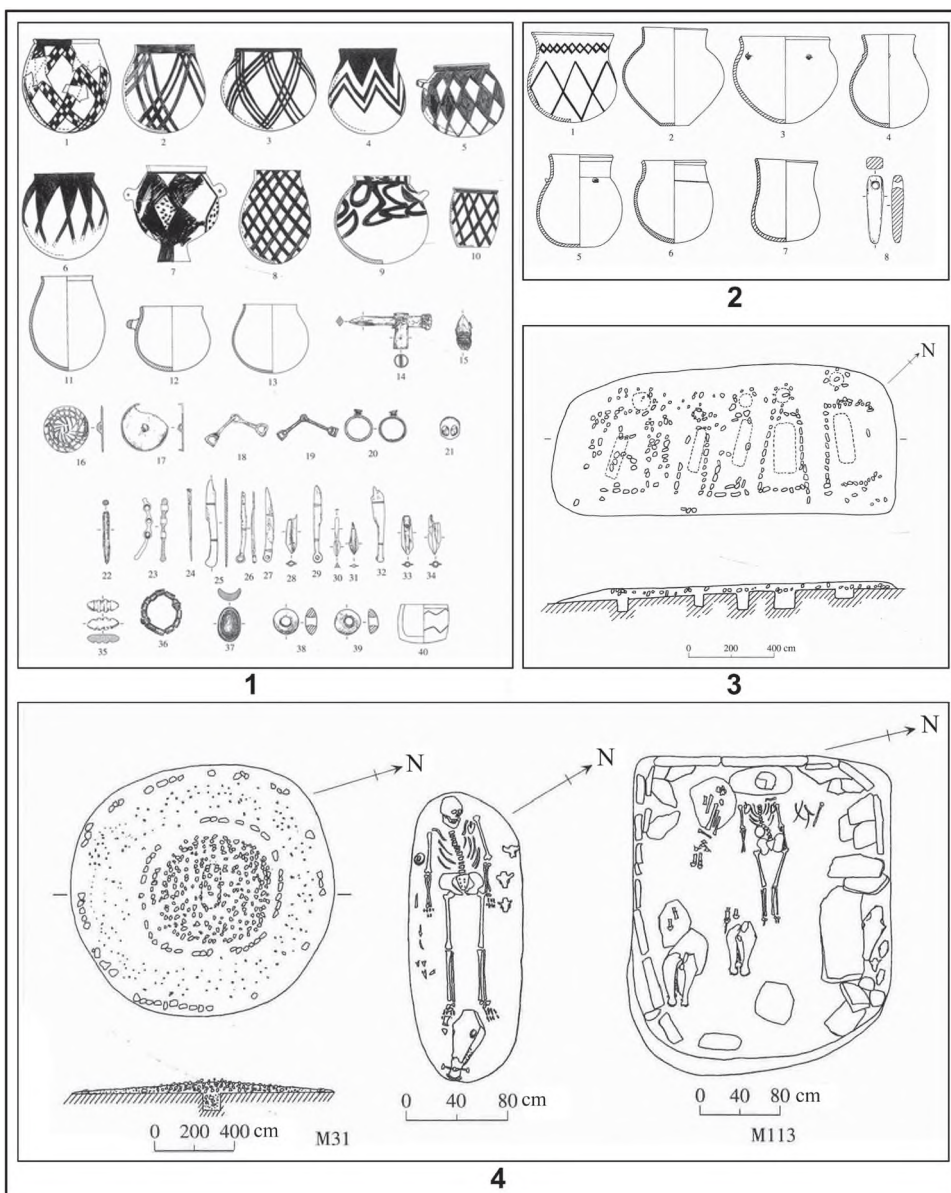 1 2 3 4 5
6 7 8 9 10
11 12 13 14 15
16 17 18 19 20 21
22 23 24 25 26 27 28 29 30 31 32 33 34
35 36 37 38 39 40
1
1 2 3 4
5 6 7 8
2
N
0 200 400 cm
3
N
0 200 400 cm
M31
N
0 40 80 cm
N
0 40 80 cm
M113
4